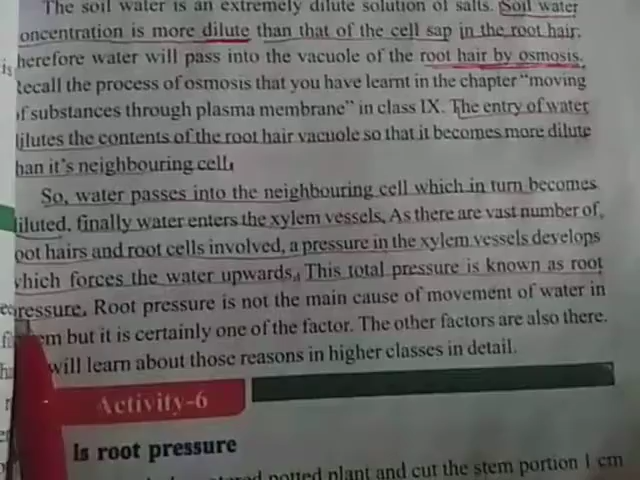 The soil water is an extremely dilute solution of salts. Soil water
oncentration is more dilute than that of the cell sap in the root hair.
is herefore water will pass into the vacuole of the root hair by osmosis.
Recall the process of osmosis that you have learnt in the chapter "moving
f substances through plasma membrane" in class IX. The entry of water
dilutes the contents of the root hair vacuole so that it becomes more dilute
han it's neighbouring cell.
So, water passes into the neighbouring cell which in turn becomes
diluted, finally water enters the xylem vessels. As there are vast number of
oot hairs and root cells involved, a pressure in the xylem vessels develops
which forces the water upwards. This total pressure is known as root
ressure. Root pressure is not the main cause of movement of water in
em but it is certainly one of the factor. The other factors are also there.
will learn about those reasons in higher classes in detail.
Activity-6
Is root pressure
potted plant and cut the stem portion 1 cm